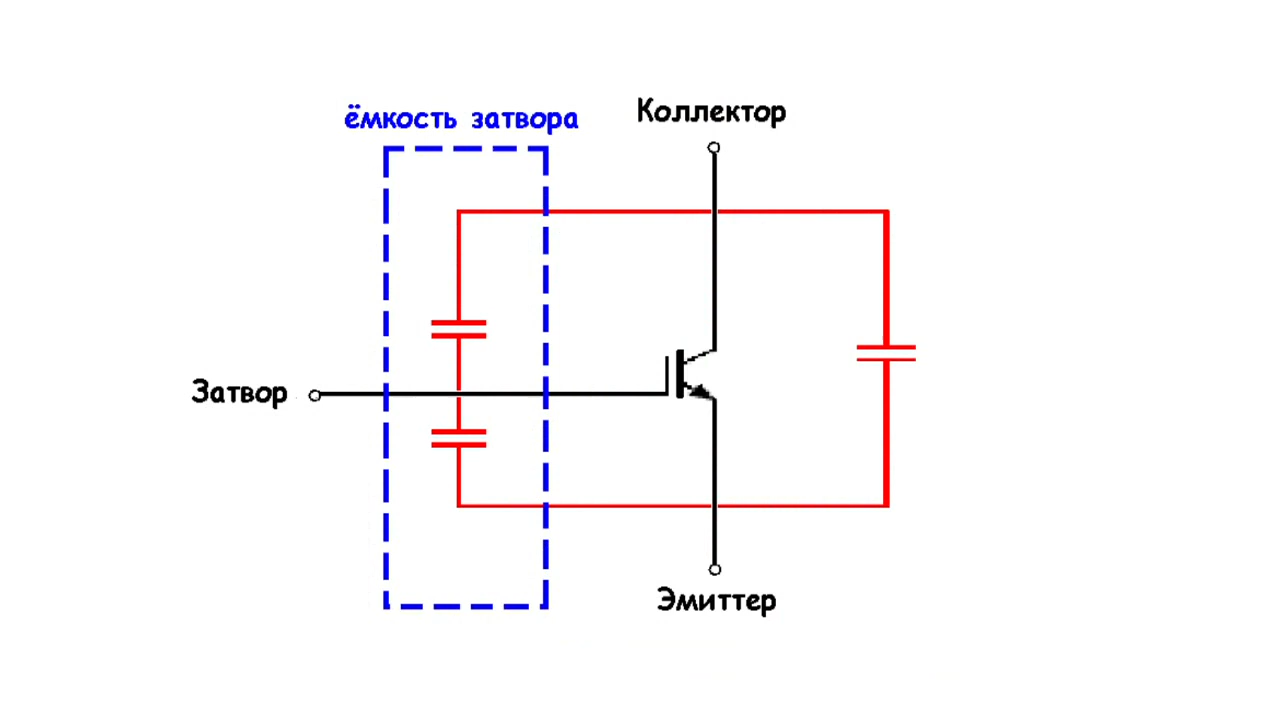 ёмкость затвора
Коллектор
Затвор
Эмиттер